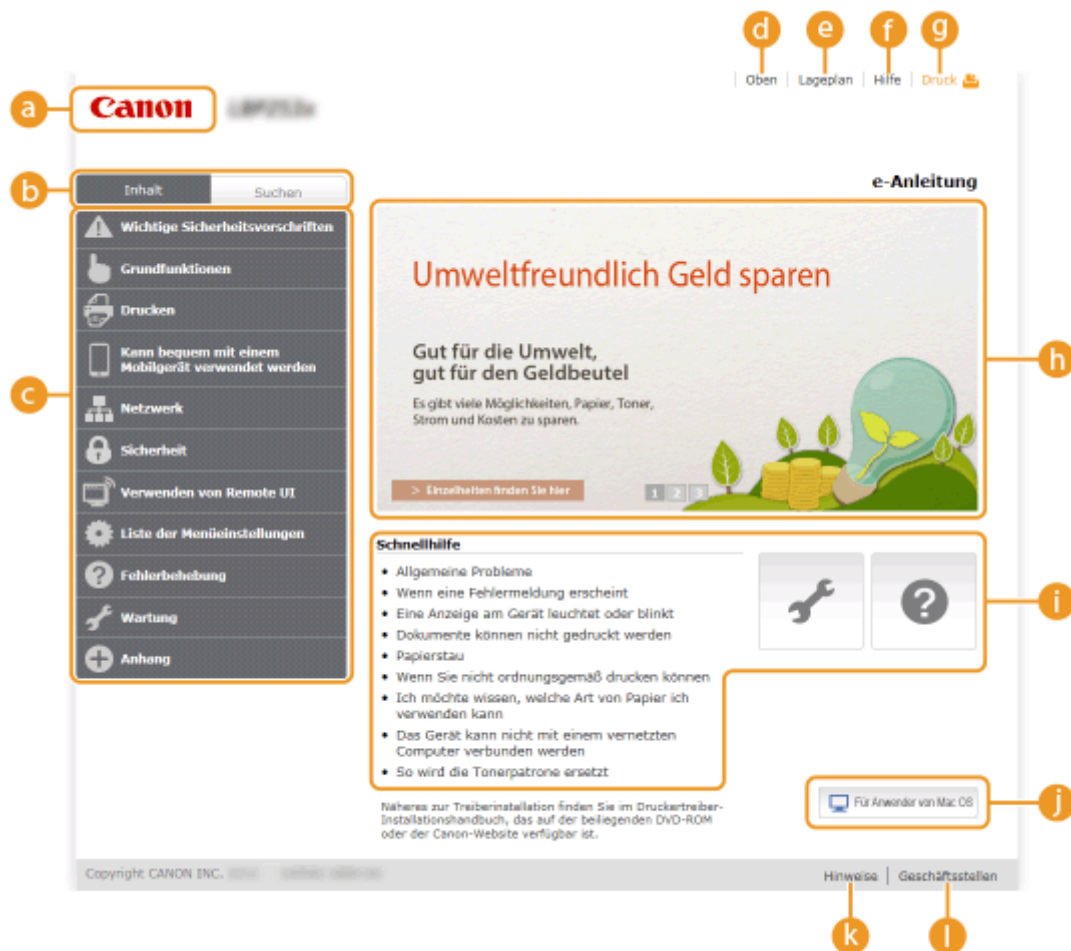 d e f g
Oben Lageplan Hilfe Druck
a Canon
b Inhalt Suchen
e-Anleitung
c
Wichtige Sicherheitsvorschriften
Grundfunktionen
Drucken
Kann bequem mit einem
Mobilgerät verwendet werden
Netzwerk
Sicherheit
Verwenden von Remote UI
Liste der Menüeinstellungen
Fehlerbehebung
Wartung
Anhang
Umweltfreundlich Geld sparen
Gut für die Umwelt,
gut für den Geldbeutel
Es gibt viele Möglichkeiten, Papier, Toner,
Strom und Kosten zu sparen.
> Einzelheiten finden Sie hier
1 2 3
h
Schnellhilfe
• Allgemeine Probleme
• Wenn eine Fehlermeldung erscheint
• Eine Anzeige am Gerät leuchtet oder blinkt
• Dokumente können nicht gedruckt werden
• Papierstau
• Wenn Sie nicht ordnungsgemäß drucken können
• Ich möchte wissen, welche Art von Papier ich
verwenden kann
• Das Gerät kann nicht mit einem vernetzten
Computer verbunden werden
• So wird die Tonerpatrone ersetzt
?
i
Näheres zur Treiberinstallation finden Sie im Druckertreiber-
Installationshandbuch, das auf der beiliegenden DVD-ROM
oder der Canon-Website verfügbar ist.
Für Anwender von Mac OS j
Copyright CANON INC.
Hinweise Geschäftsstellen
k l